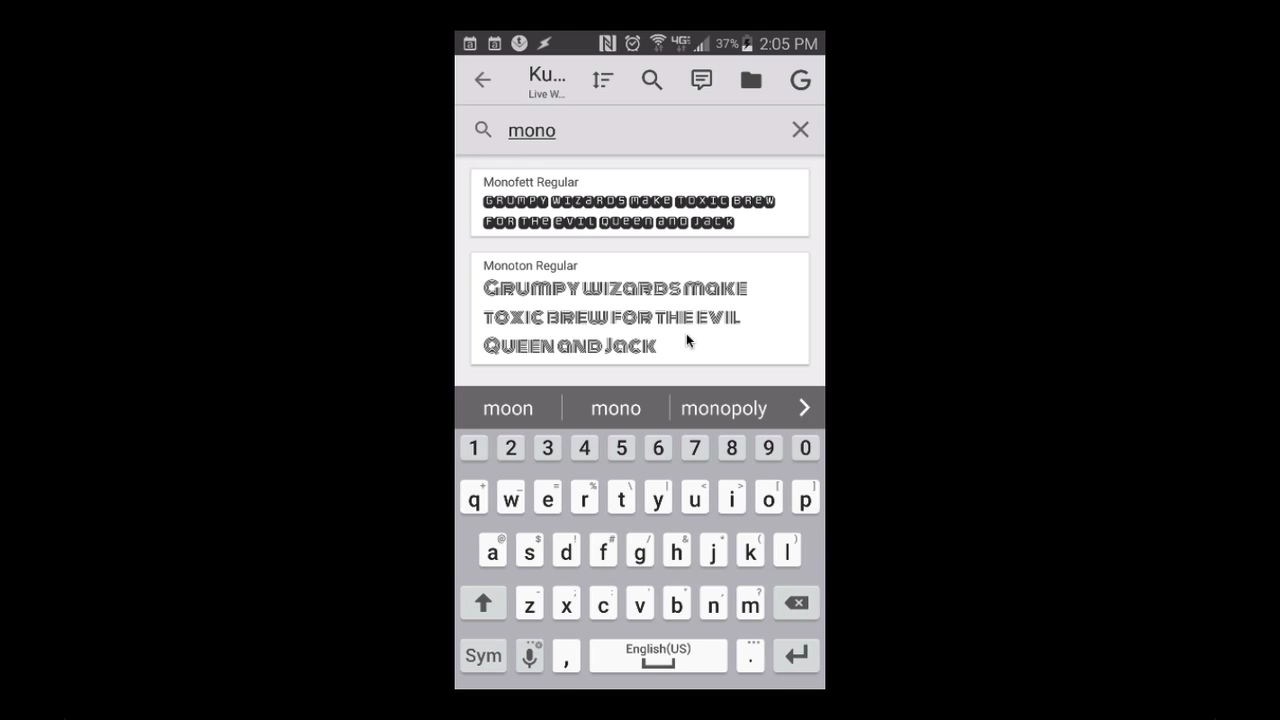 4G 37% 2:05 PM
Ku...
Live W...
G
mono
Monofett Regular
Grumpy wizards make toxic brew
for the evil Queen and Jack
Monoton Regular
Grumpy wizards make
toxic brew for the evil
Queen and Jack
moon mono monopoly
1 2 3 4 5 6 7 8 9 0
q w e r t y u i o p
a s d f g h j k l
z x c v b n m
Sym , English(US) .